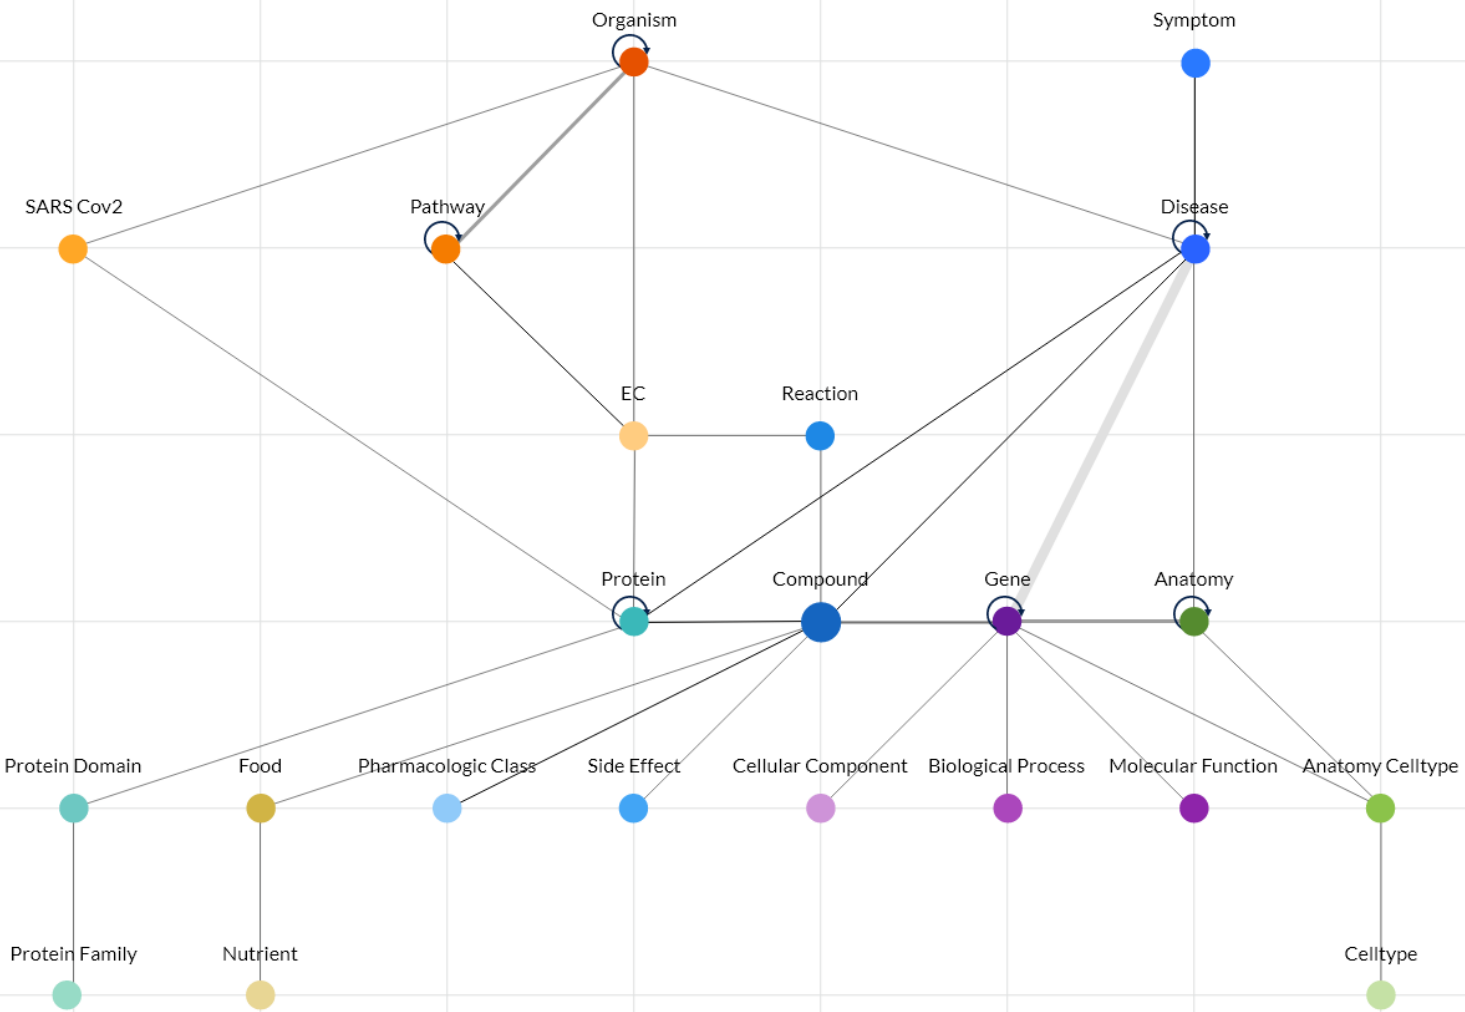 Organism
Symptom
SARS Cov2
Pathway
Disease
EC
Reaction
Protein
Compound
Gene
Anatomy
Protein Domain
Food
Pharmacologic Class
Side Effect
Cellular Component
Biological Process
Molecular Function
Anatomy Celltype
Protein Family
Nutrient
Celltype